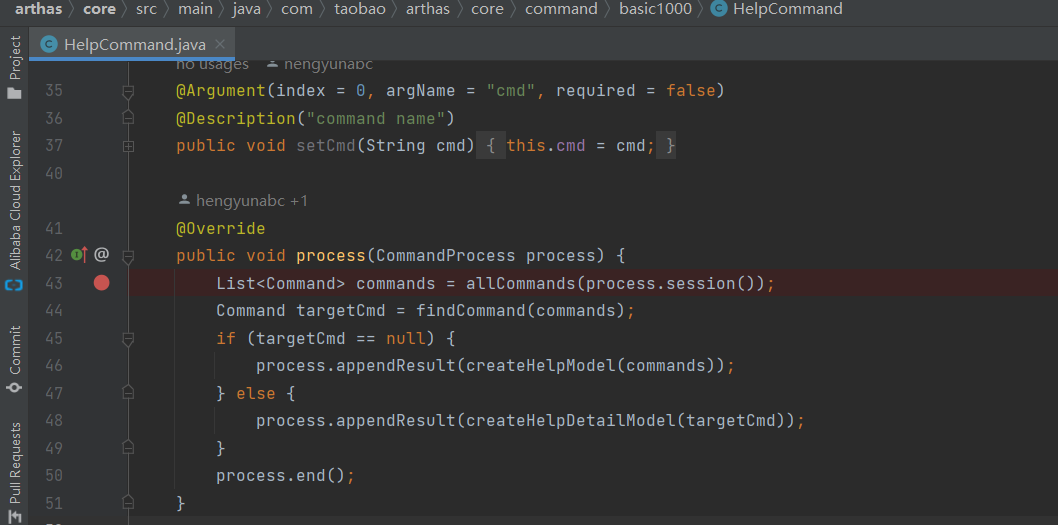 arthas › core › src › main › java › com › taobao › arthas › core › command › basic1000 › HelpCommand
Project
Alibaba Cloud Explorer
Commit
Pull Requests
HelpCommand.java
no usages hengyunabc
35 @Argument(index = 0, argName = "cmd", required = false)
36 @Description("command name")
37 public void setCmd(String cmd) { this.cmd = cmd; }
40
hengyunabc +1
41 @Override
42 public void process(CommandProcess process) {
43 List<Command> commands = allCommands(process.session());
44 Command targetCmd = findCommand(commands);
45 if (targetCmd == null) {
46 process.appendResult(createHelpModel(commands));
47 } else {
48 process.appendResult(createHelpDetailModel(targetCmd));
49 }
50 process.end();
51 }